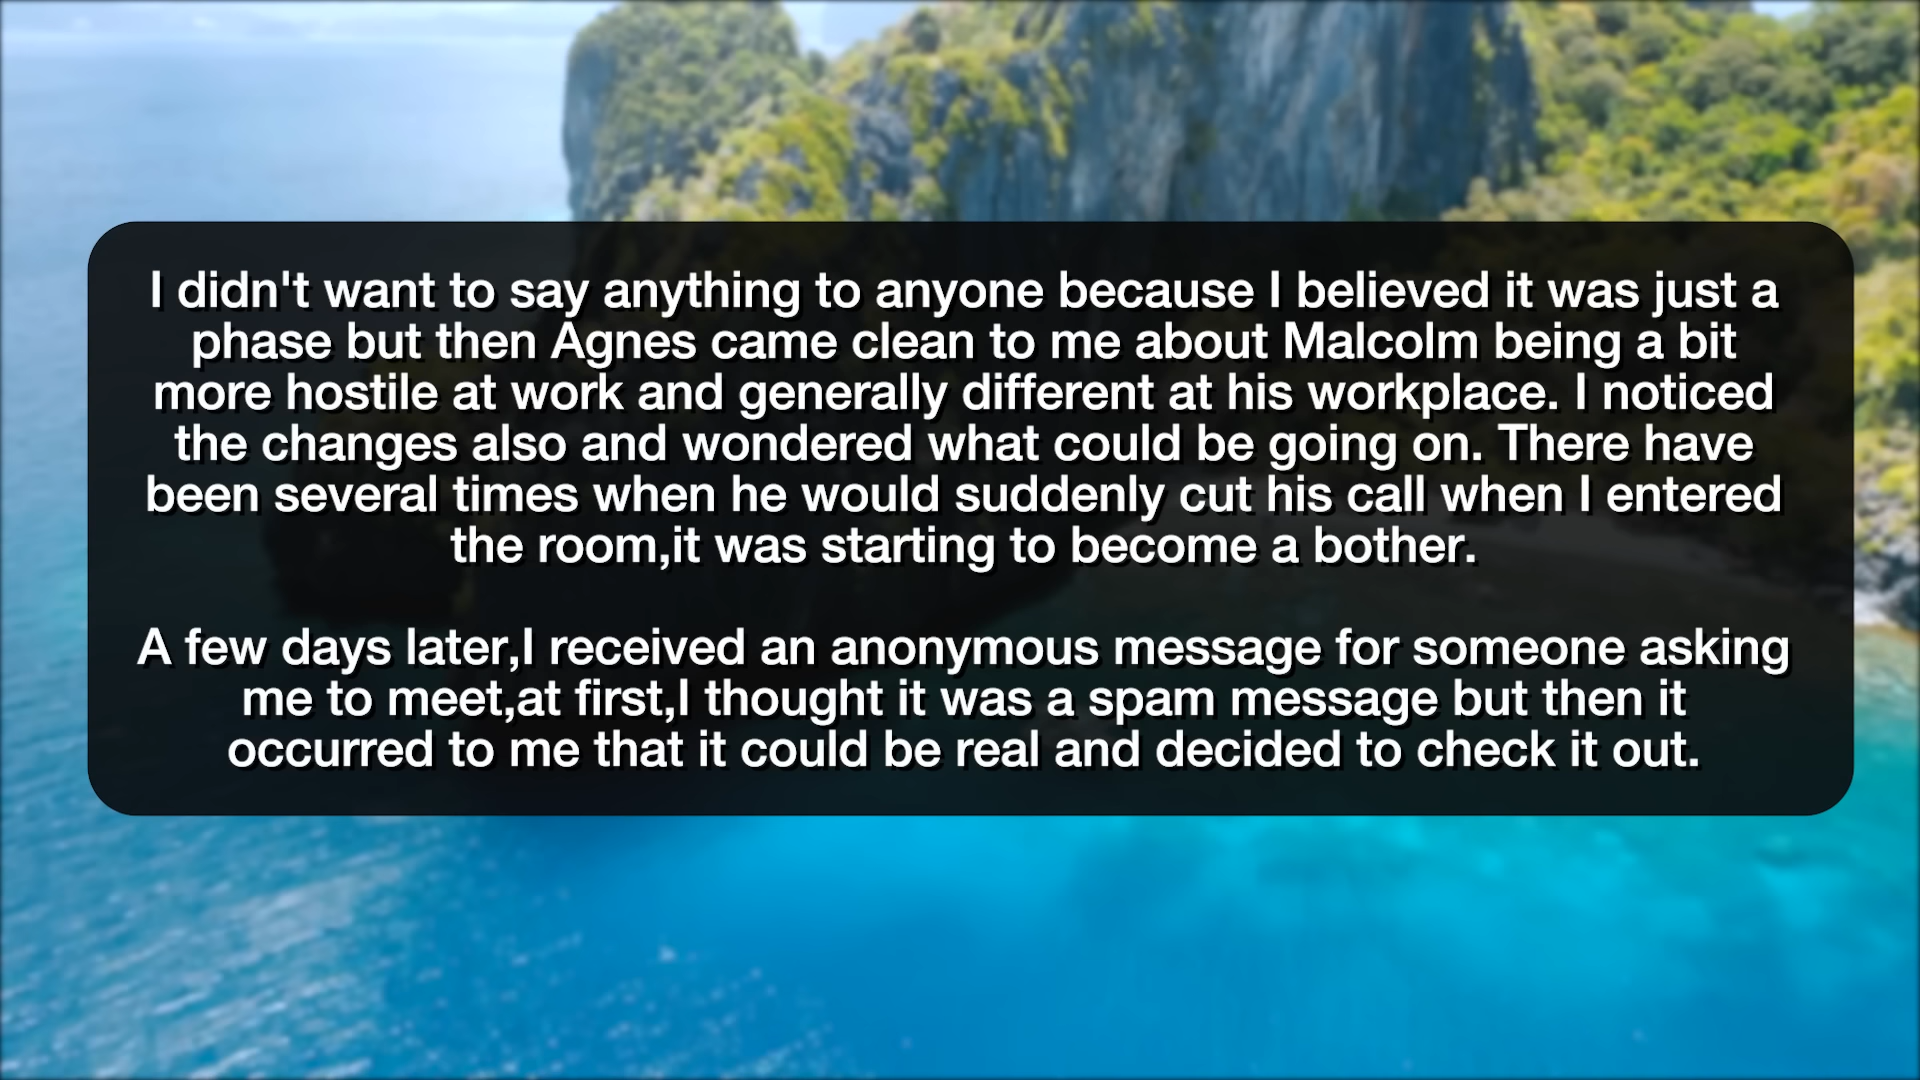 I didn't want to say anything to anyone because I believed it was just a
phase but then Agnes came clean to me about Malcolm being a bit
more hostile at work and generally different at his workplace. I noticed
the changes also and wondered what could be going on. There have
been several times when he would suddenly cut his call when I entered
the room,it was starting to become a bother.
A few days later,I received an anonymous message for someone asking
me to meet,at first,I thought it was a spam message but then it
occurred to me that it could be real and decided to check it out.